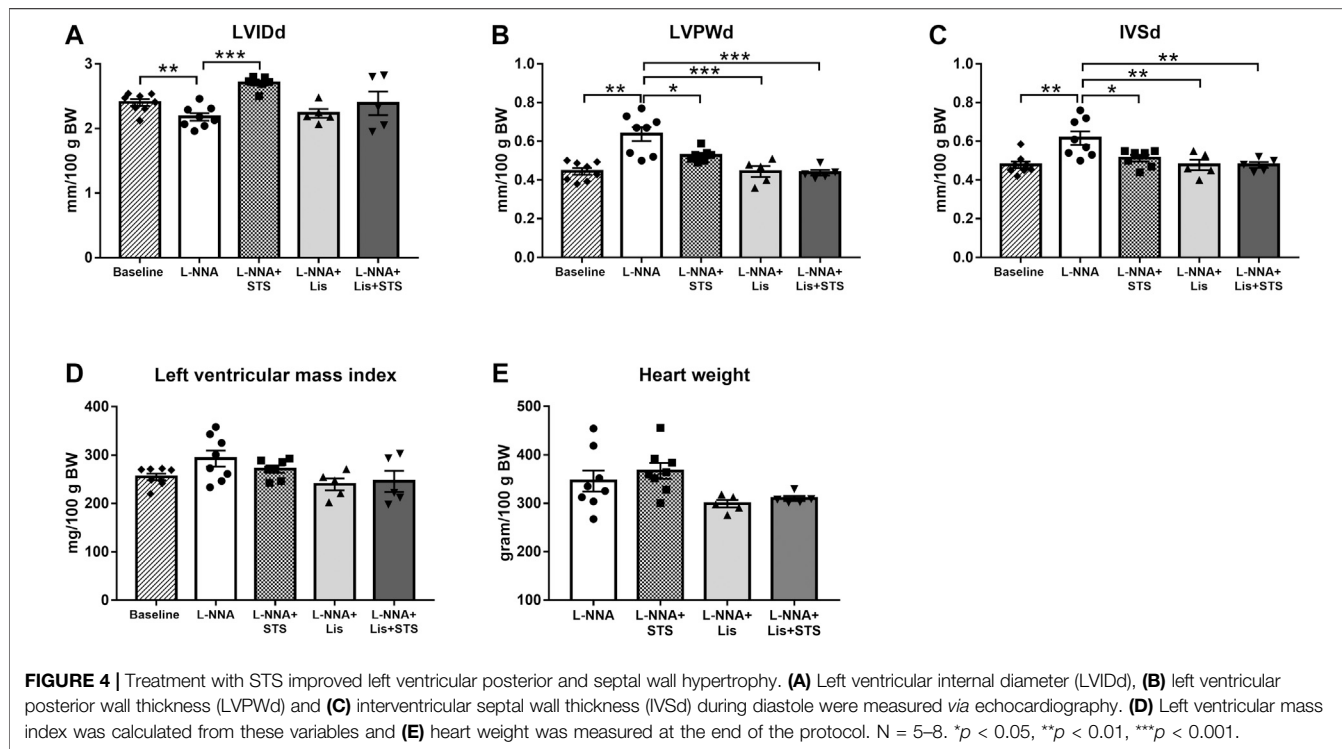 A
LVIDd
mm/100 g BW
3
2
1
0
**
***
Baseline
L-NNA
L-NNA+
STS
L-NNA+
Lis
L-NNA+
Lis+STS
B
LVPWd
mm/100 g BW
1.0
0.8
0.6
0.4
0.2
0.0
***
***
**
*
Baseline
L-NNA
L-NNA+
STS
L-NNA+
Lis
L-NNA+
Lis+STS
C
IVSd
mm/100 g BW
1.0
0.8
0.6
0.4
0.2
0.0
**
**
**
*
Baseline
L-NNA
L-NNA+
STS
L-NNA+
Lis
L-NNA+
Lis+STS
D
Left ventricular mass index
mg/100 g BW
400
300
200
100
0
Baseline
L-NNA
L-NNA+
STS
L-NNA+
Lis
L-NNA+
Lis+STS
E
Heart weight
gram/100 g BW
500
400
300
200
100
L-NNA
L-NNA+
STS
L-NNA+
Lis
L-NNA+
Lis+STS
FIGURE 4 | Treatment with STS improved left ventricular posterior and septal wall hypertrophy. (A) Left ventricular internal diameter (LVIDd), (B) left ventricular
posterior wall thickness (LVPWd) and (C) interventricular septal wall thickness (IVSd) during diastole were measured via echocardiography. (D) Left ventricular mass
index was calculated from these variables and (E) heart weight was measured at the end of the protocol. N = 5–8. *p < 0.05, **p < 0.01, ***p < 0.001.